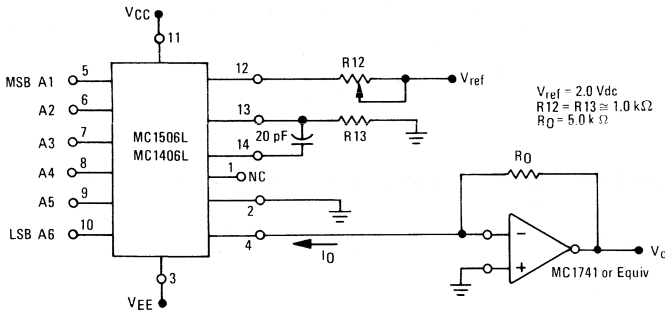 VCC
11
MSB A1 5
A2 6
A3 7
A4 8
A5 9
LSB A6 10
MC1506L
MC1406L
12
R12
Vref
13
R13
20 pF
14
1
NC
2
4
IO
3
VEE
Vref = 2.0 Vdc
R12 = R13 ≅ 1.0 kΩ
RO = 5.0 k Ω
RO
−
+
MC1741 or Equiv